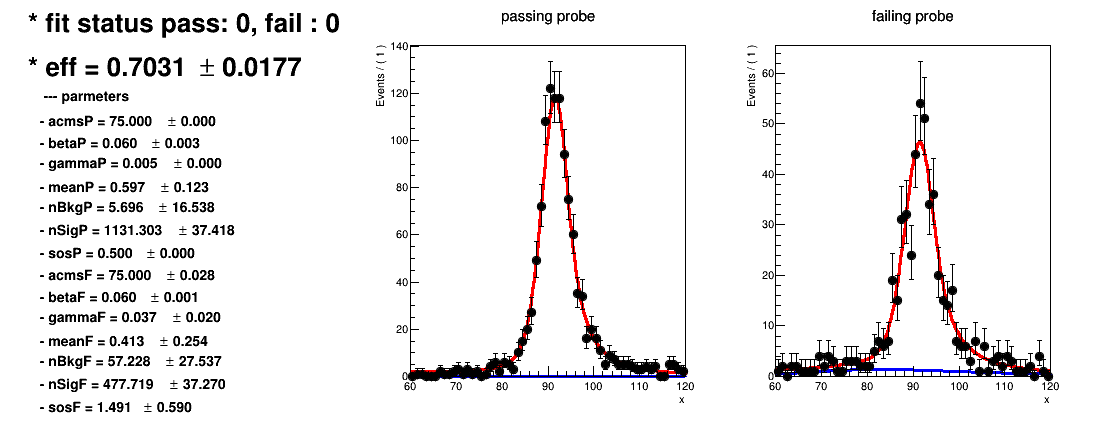 * fit status pass: 0, fail : 0
* eff = 0.7031 ± 0.0177
--- parmeters
- acmsP = 75.000 ± 0.000
- betaP = 0.060 ± 0.003
- gammaP = 0.005 ± 0.000
- meanP = 0.597 ± 0.123
- nBkgP = 5.696 ± 16.538
- nSigP = 1131.303 ± 37.418
- sosP = 0.500 ± 0.000
- acmsF = 75.000 ± 0.028
- betaF = 0.060 ± 0.001
- gammaF = 0.037 ± 0.020
- meanF = 0.413 ± 0.254
- nBkgF = 57.228 ± 27.537
- nSigF = 477.719 ± 37.270
- sosF = 1.491 ± 0.590
passing probe
Events / ( 1 )
140
120
100
80
60
40
20
0
60 70 80 90 100 110 120
x
failing probe
Events / ( 1 )
60
50
40
30
20
10
0
60 70 80 90 100 110 120
x